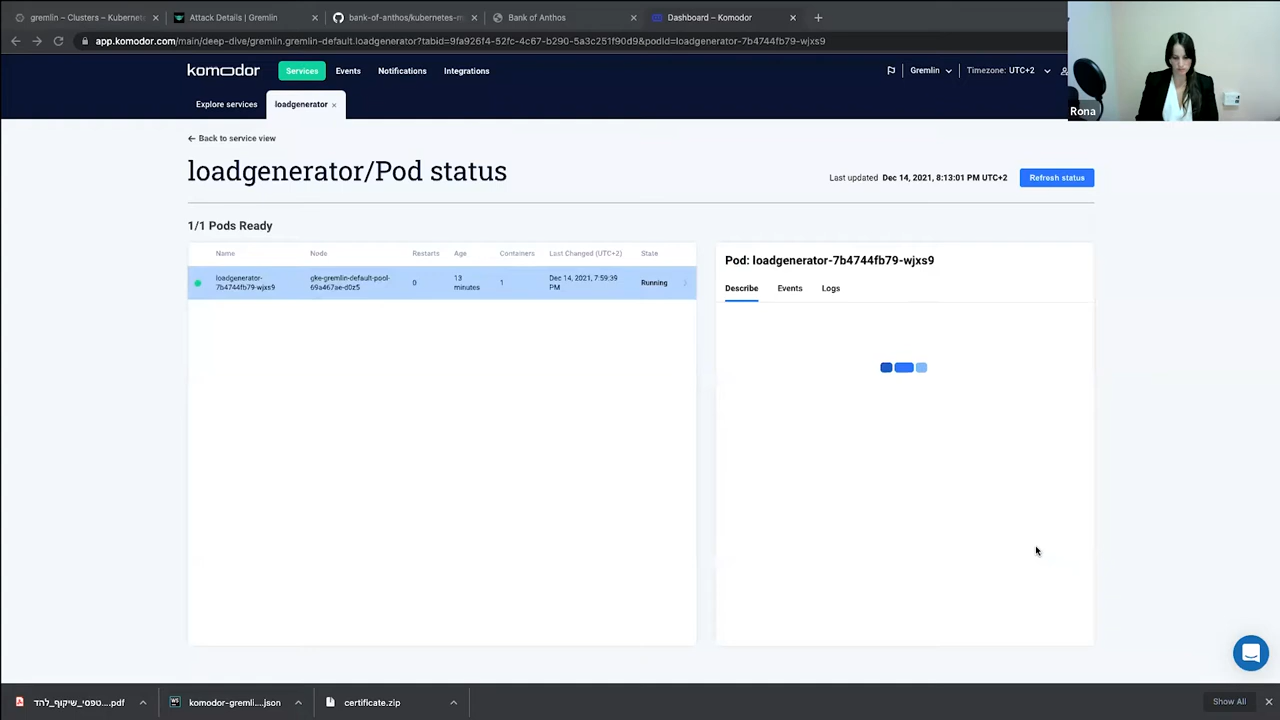 gremlin – Clusters – Kubernet
Attack Details | Gremlin
bank-of-anthos/kubernetes-m
Bank of Anthos
Dashboard – Komodor
app.komodor.com/main/deep-dive/gremlin.gremlin-default.loadgenerator?tabid=9fa926f4-52fc-4c67-b290-5a3c251f90d9&podId=loadgenerator-7b4744fb79-wjxs9
komodor
Services
Events
Notifications
Integrations
Gremlin
Timezone: UTC+2
Rona
Explore services
loadgenerator
Back to service view
loadgenerator/Pod status
Last updated Dec 14, 2021, 8:13:01 PM UTC+2
Refresh status
1/1 Pods Ready
Name Node Restarts Age Containers Last Changed (UTC+2) State
loadgenerator-7b4744fb79-wjxs9
gke-gremlin-default-pool-69a467ae-d0z5
0
13 minutes
1
Dec 14, 2021, 7:59:39 PM
Running
Pod: loadgenerator-7b4744fb79-wjxs9
Describe
Events
Logs
ספפי_שיקוף_להד....pdf
komodor-gremli....json
certificate.zip
Show All